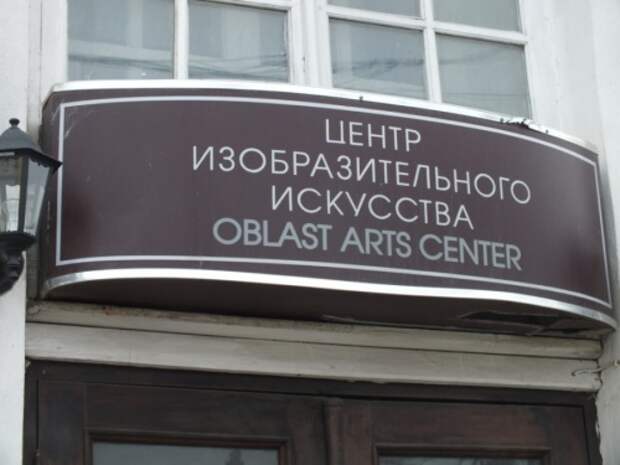 ЦЕНТР
ИЗОБРАЗИТЕЛЬНОГО
ИСКУССТВА
OBLAST ARTS CENTER